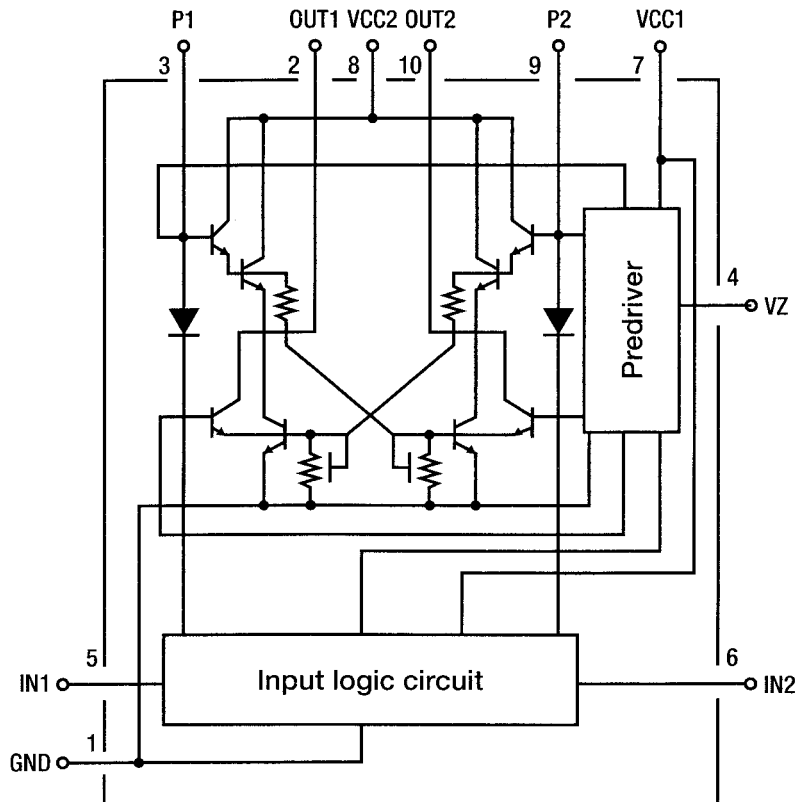 P1 OUT1 VCC2 OUT2 P2 VCC1
3 2 8 10 9 7
4
VZ
Predriver
5 6
IN1 Input logic circuit IN2
1
GND